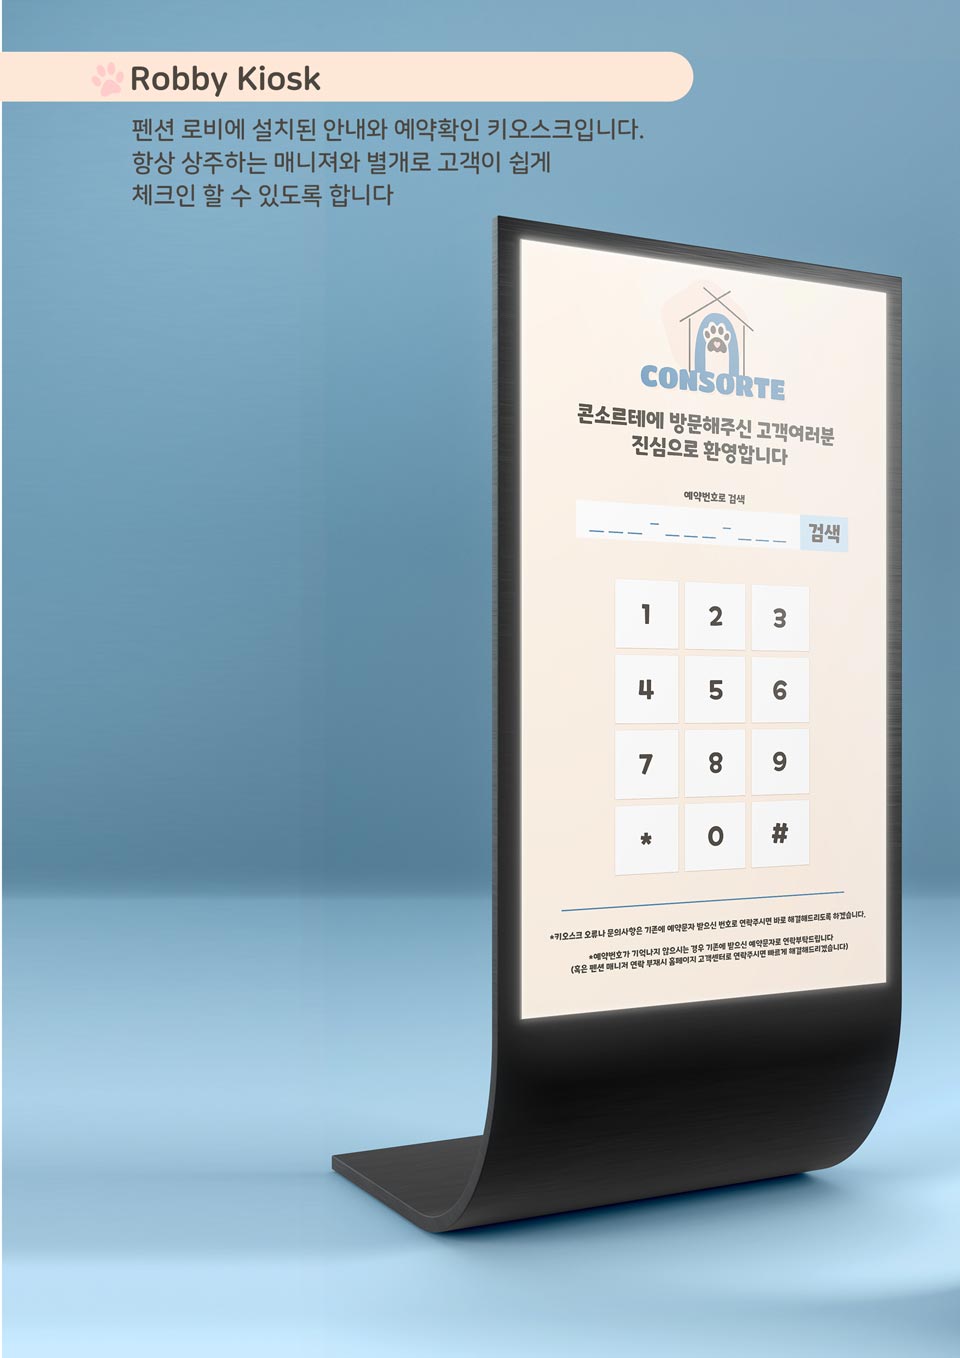 Robby Kiosk
펜션 로비에 설치된 안내와 예약확인 키오스크입니다.
항상 상주하는 매니져와 별개로 고객이 쉽게
체크인 할 수 있도록 합니다
CONSORTE
콘소르테에 방문해주신 고객여러분
진심으로 환영합니다
예약번호로 검색
_ _ _ - _ _ _ - _ _ _ 검색
1 2 3
4 5 6
7 8 9
* 0 #
*키오스크 오류나 문의사항은 기존에 예약문자 받으신 번호로 연락주시면 바로 해결해드리도록 하겠습니다.
*예약번호가 기억나지 않으시는 경우 기존에 받으신 예약문자로 연락부탁드립니다
(혹은 펜션 매니저 연락 부재시 홈페이지 고객센터로 연락주시면 빠르게 해결해드리겠습니다)